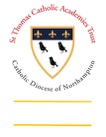 St Thomas Catholic Academies Trust
Catholic Diocese of Northampton